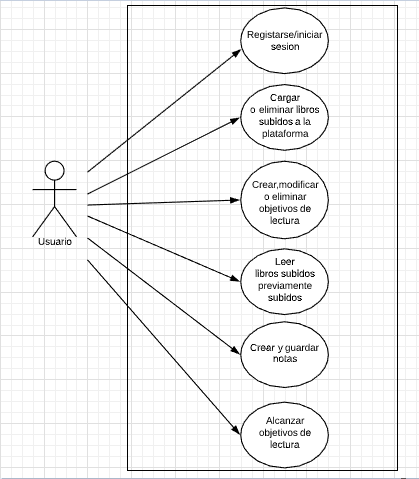 Registarse/iniciar
sesion
Cargar
o eliminar libros
subidos a la
plataforma
Crear,modificar
o eliminar
objetivos de
lectura
Usuario
Leer
libros subidos
previamente
subidos
Crear y guardar
notas
Alcanzar
objetivos de
lectura